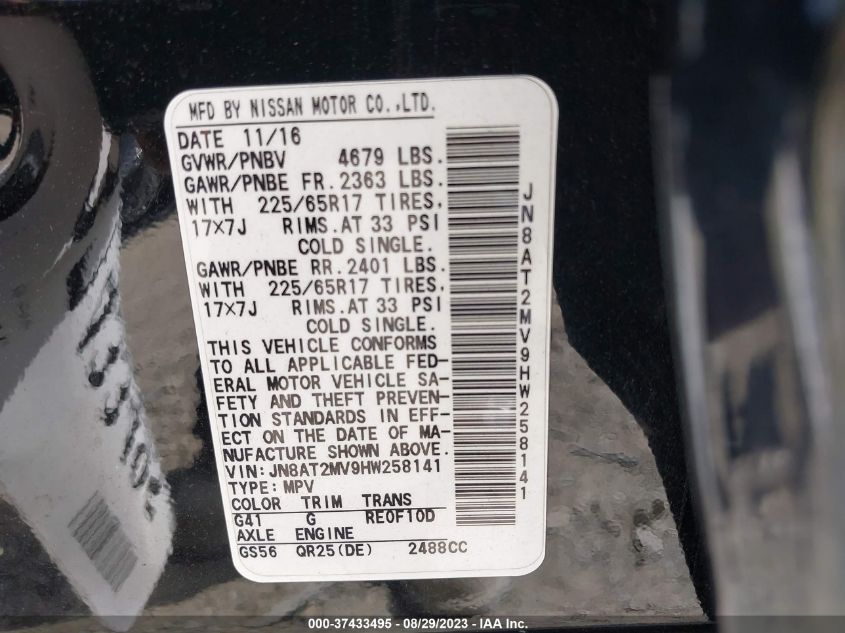 MFD BY NISSAN MOTOR CO.,LTD.
DATE 11/16
GVWR/PNBV 4679 LBS.
GAWR/PNBE FR. 2363 LBS.
WITH 225/65R17 TIRES.
17×7J RIMS.AT 33 PSI
COLD SINGLE.
GAWR/PNBE RR. 2401 LBS.
WITH 225/65R17 TIRES.
17×7J RIMS.AT 33 PSI
COLD SINGLE.
THIS VEHICLE CONFORMS
TO ALL APPLICABLE FED-
ERAL MOTOR VEHICLE SA-
FETY AND THEFT PREVEN-
TION STANDARDS IN EFF-
ECT ON THE DATE OF MA-
NUFACTURE SHOWN ABOVE.
VIN: JN8AT2MV9HW258141
TYPE: MPV
COLOR TRIM TRANS
G41 G RE0F10D
AXLE ENGINE
GS56 QR25(DE) 2488CC
JN8AT2MV9HW258141
000-37433495 - 08/29/2023 - IAA Inc.